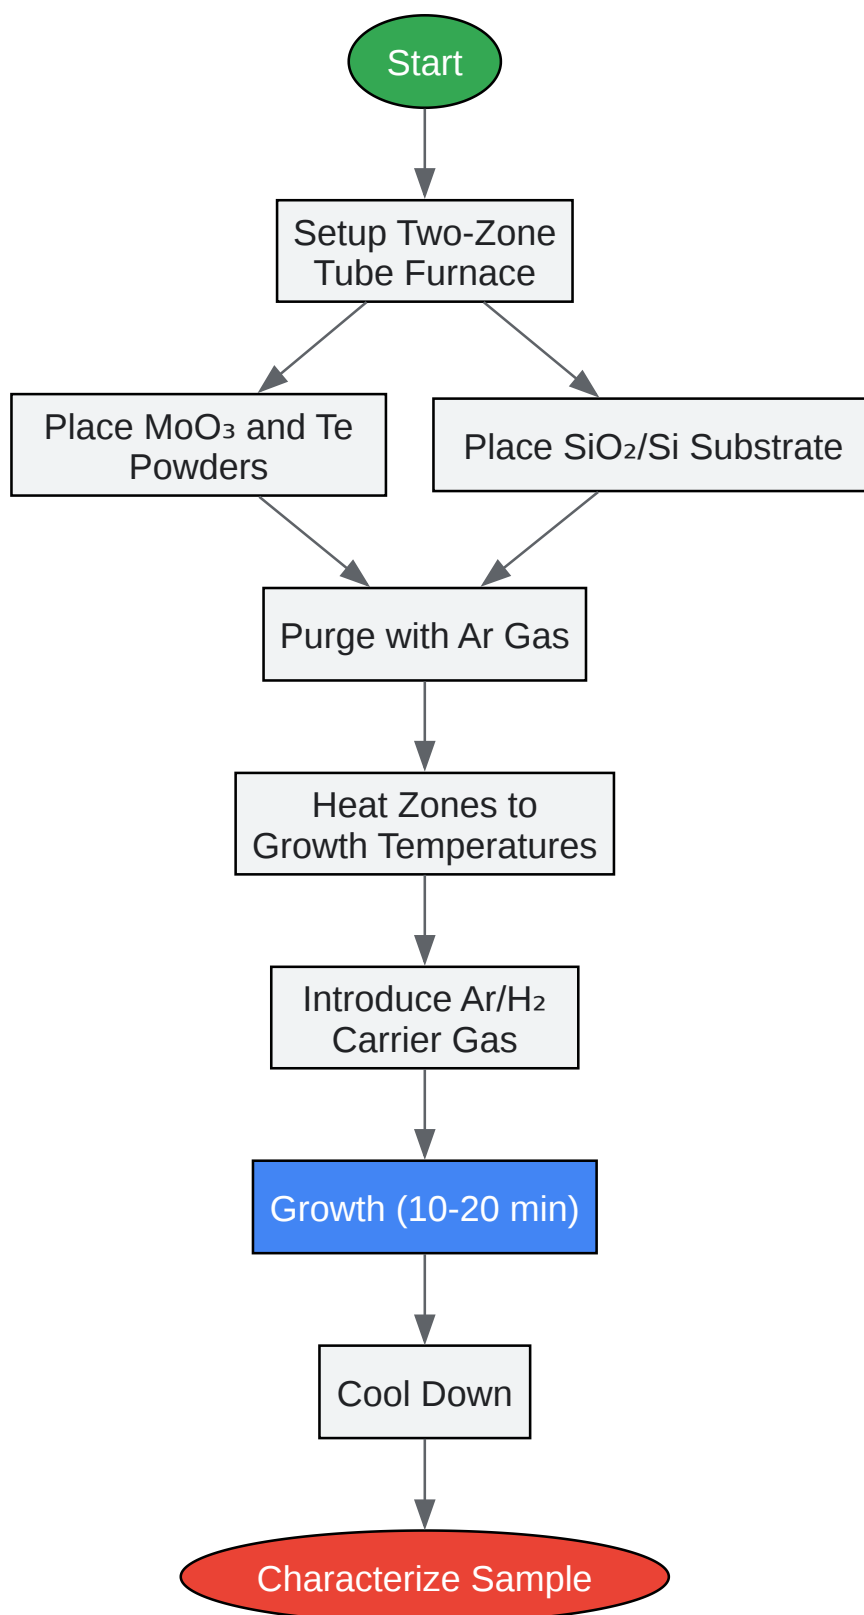 Start
Setup Two-Zone
Tube Furnace
Place MoO₃ and Te
Powders
Place SiO₂/Si Substrate
Purge with Ar Gas
Heat Zones to
Growth Temperatures
Introduce Ar/H₂
Carrier Gas
Growth (10-20 min)
Cool Down
Characterize Sample